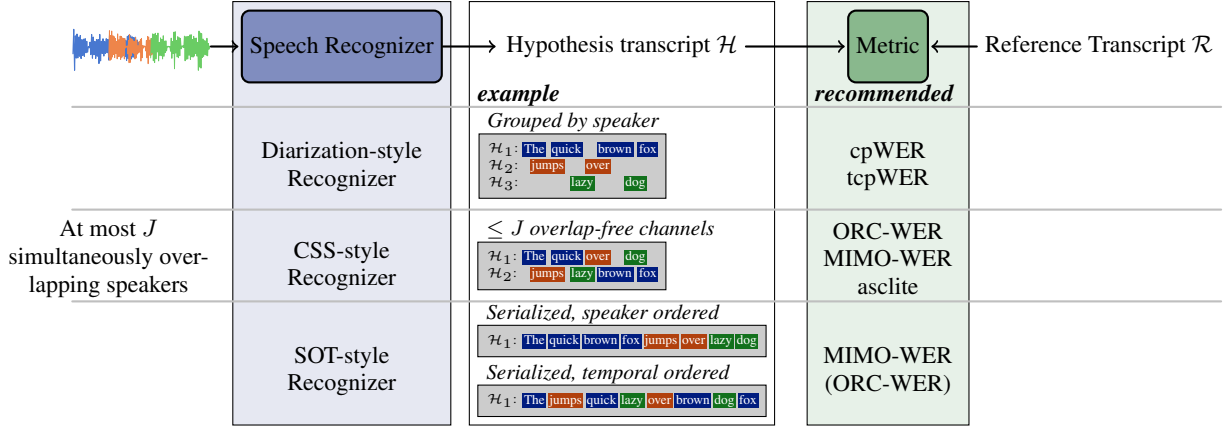 Speech Recognizer
Hypothesis transcript ℋ
Metric
Reference Transcript ℛ
example
recommended
Grouped by speaker
Diarization-style
Recognizer
ℋ₁: The quick brown fox
ℋ₂: jumps over
ℋ₃: lazy dog
cpWER
tcpWER
At most J
simultaneously over-
lapping speakers
CSS-style
Recognizer
≤ J overlap-free channels
ℋ₁: The quick over dog
ℋ₂: jumps lazy brown fox
ORC-WER
MIMO-WER
asclite
SOT-style
Recognizer
Serialized, speaker ordered
ℋ₁: The quick brown fox jumps over lazy dog
Serialized, temporal ordered
ℋ₁: The jumps quick lazy over brown dog fox
MIMO-WER
(ORC-WER)